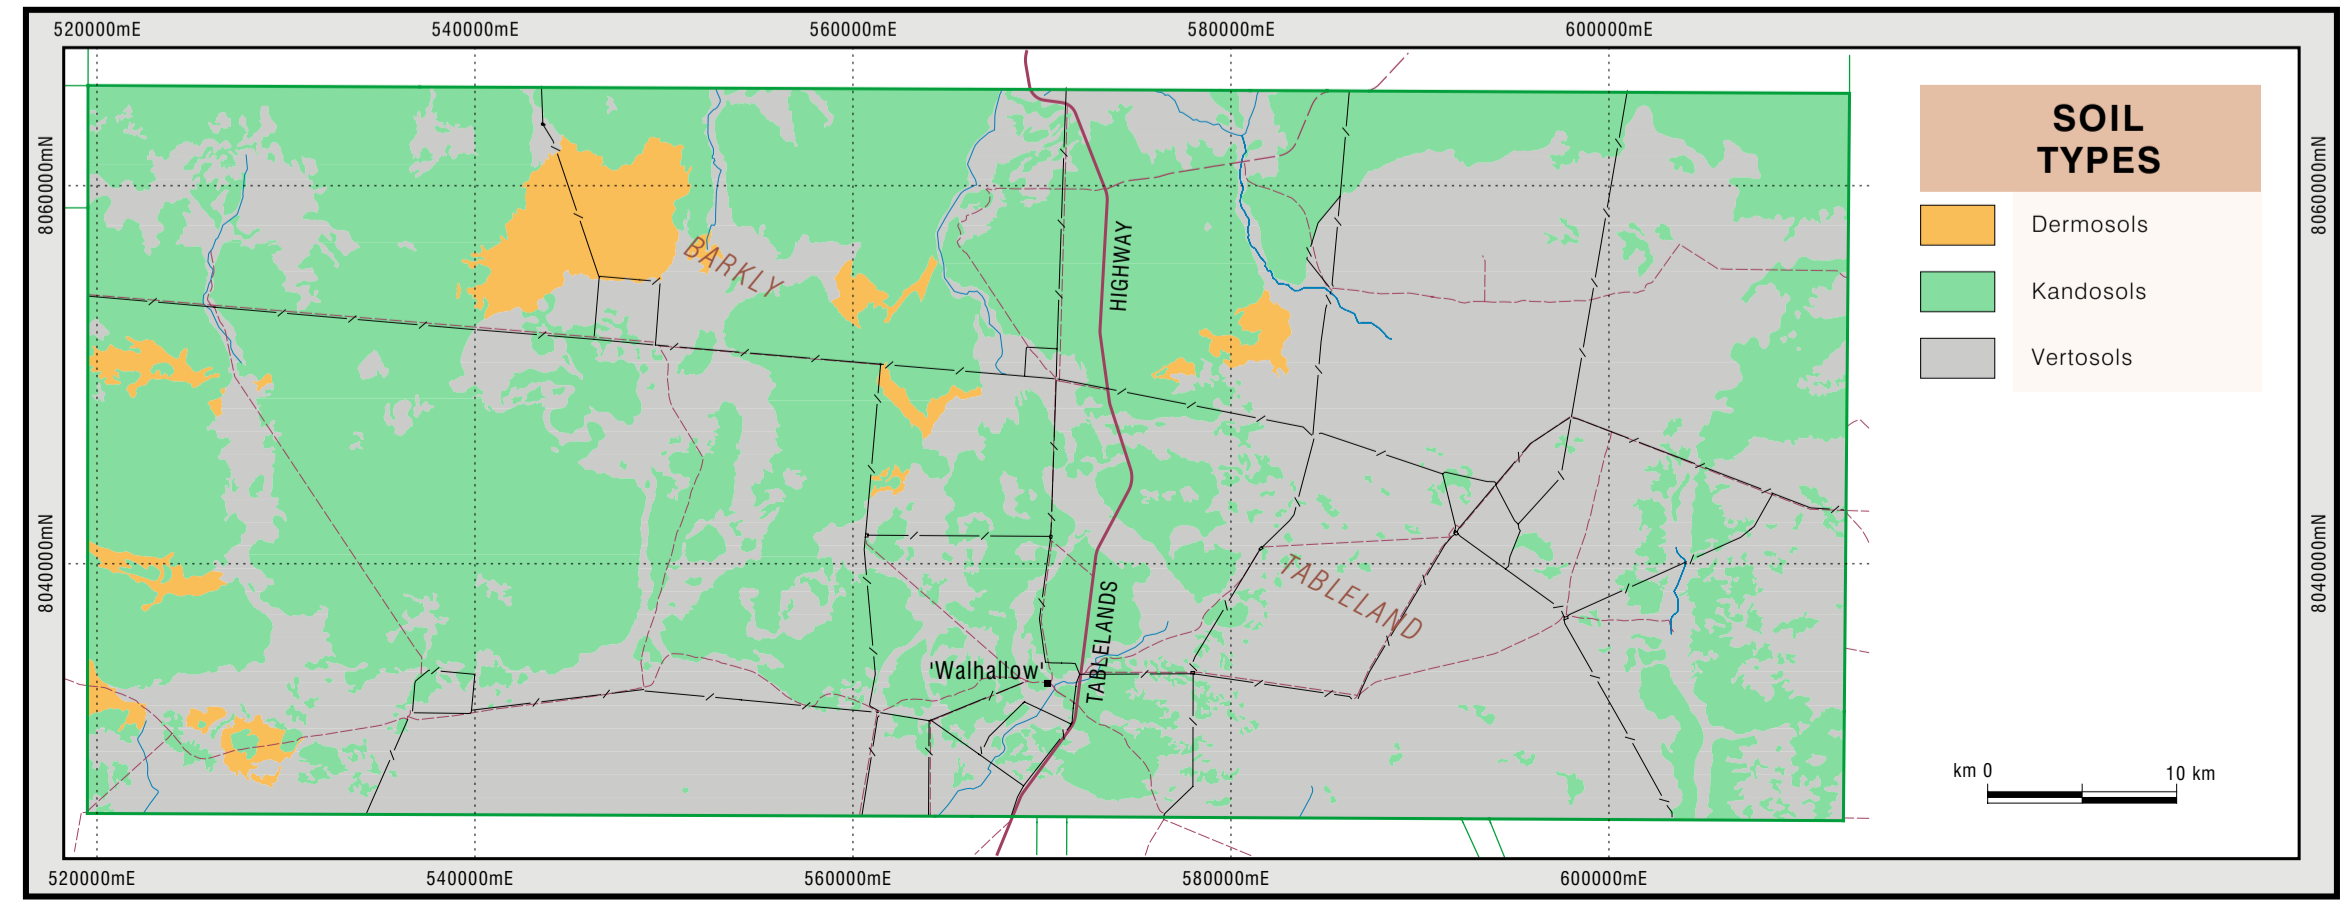 520000mE
540000mE
560000mE
580000mE
600000mE
SOIL
TYPES
8060000mN
8060000mN
Dermosols
HIGHWAY
BARKLY
Kandosols
Vertosols
8040000mN
8040000mN
TABLELAND
TABLELANDS
'Walhallow'
km 0 10 km
520000mE
540000mE
560000mE
580000mE
600000mE